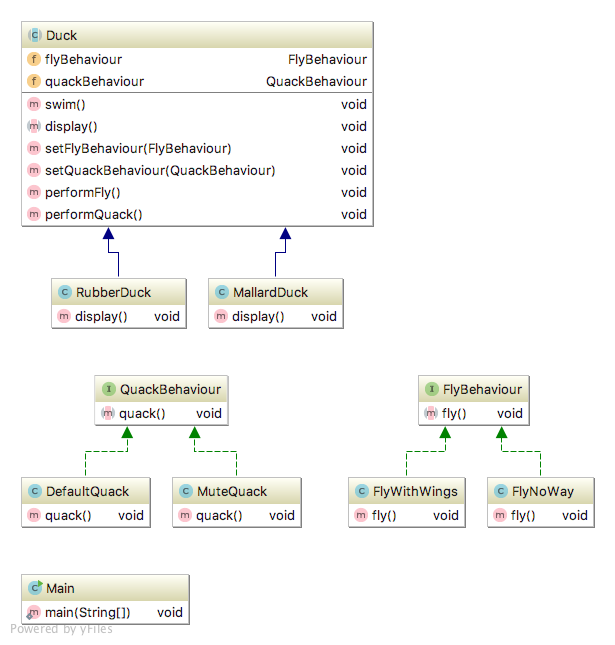 Duck
flyBehaviour FlyBehaviour
quackBehaviour QuackBehaviour
swim() void
display() void
setFlyBehaviour(FlyBehaviour) void
setQuackBehaviour(QuackBehaviour) void
performFly() void
performQuack() void
RubberDuck
display() void
MallardDuck
display() void
QuackBehaviour
quack() void
FlyBehaviour
fly() void
DefaultQuack
quack() void
MuteQuack
quack() void
FlyWithWings
fly() void
FlyNoWay
fly() void
Main
main(String[]) void
Powered by yFiles